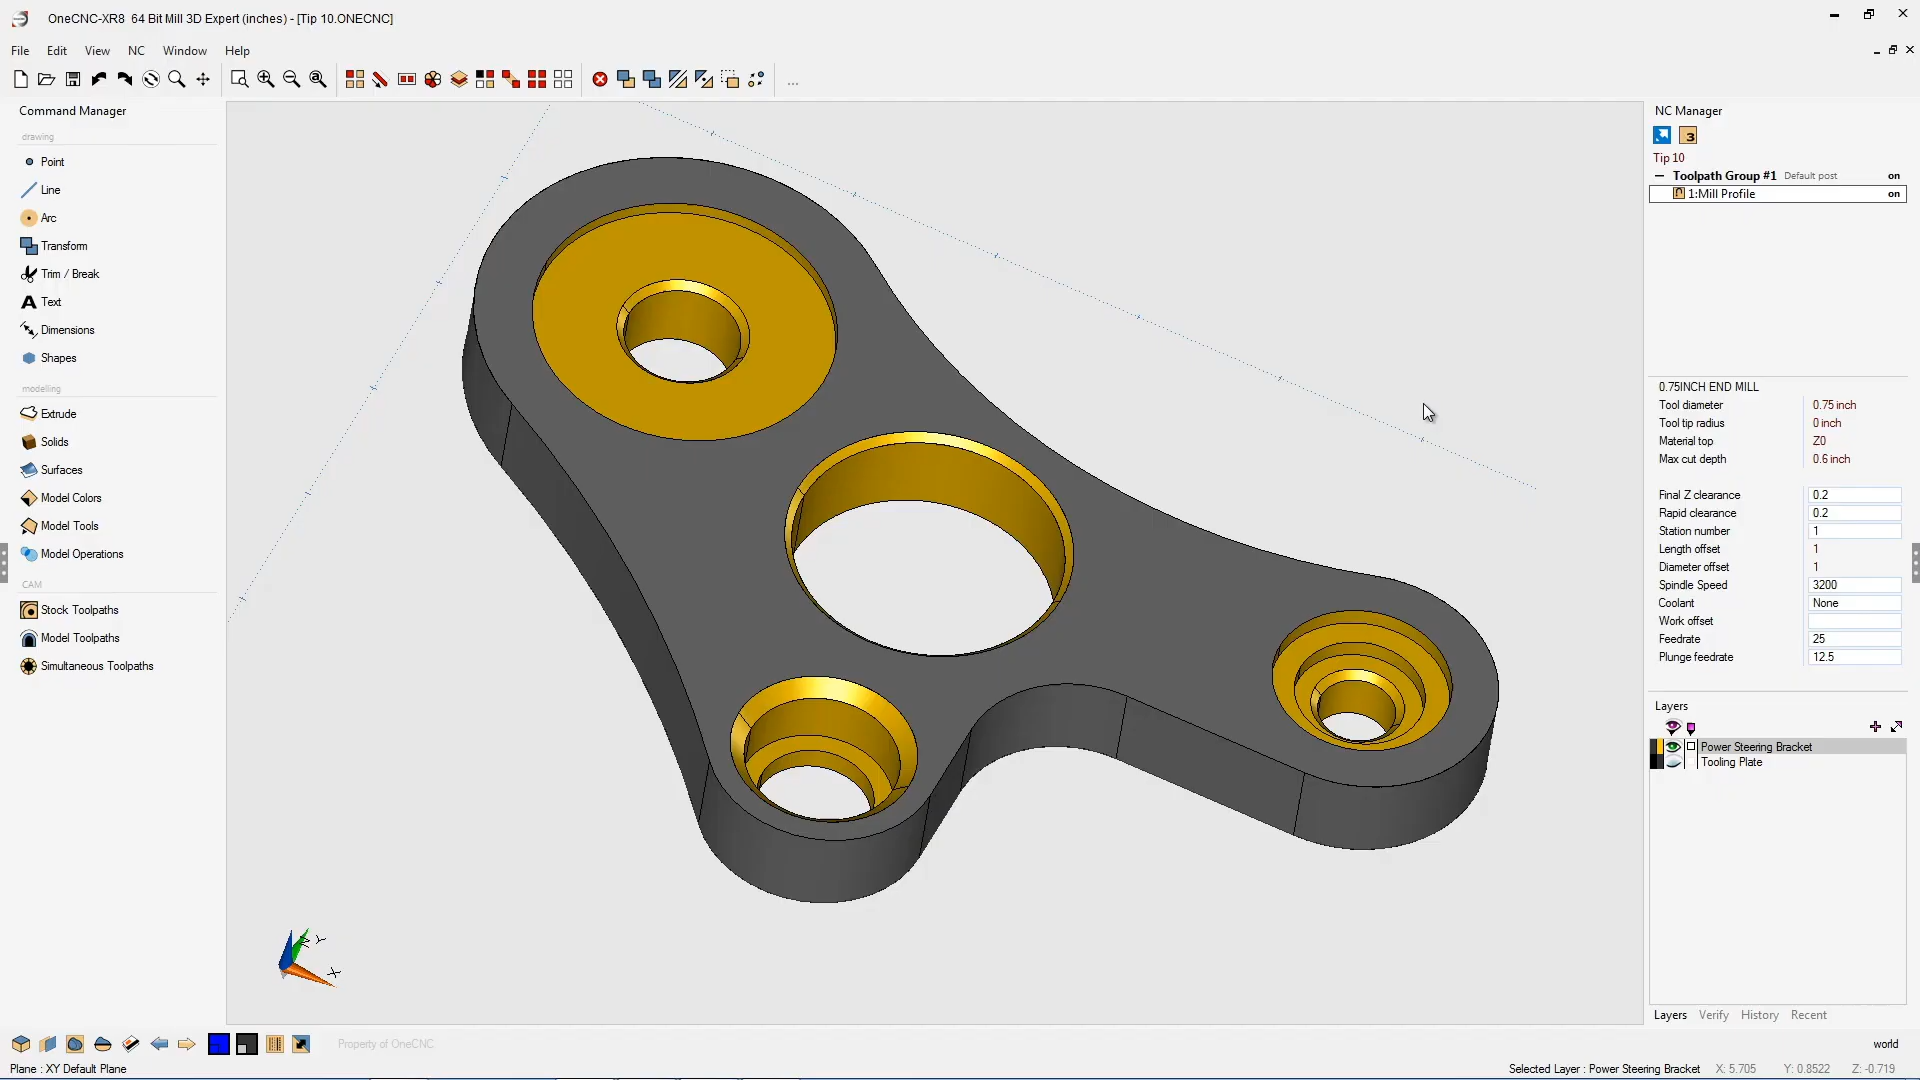 OneCNC-XR8  64 Bit Mill 3D Expert (inches) - [Tip 10.ONECNC]
File Edit View NC Window Help
Command Manager
drawing
Point
Line
Arc
Transform
Trim / Break
Text
Dimensions
Shapes
modelling
Extrude
Solids
Surfaces
Model Colors
Model Tools
Model Operations
CAM
Stock Toolpaths
Model Toolpaths
Simultaneous Toolpaths
Y
X
NC Manager
3
Tip 10
Toolpath Group #1 Default post on
1:Mill Profile on
0.75INCH END MILL
Tool diameter 0.75 inch
Tool tip radius 0 inch
Material top Z0
Max cut depth 0.6 inch
Final Z clearance 0.2
Rapid clearance 0.2
Station number 1
Length offset 1
Diameter offset 1
Spindle Speed 3200
Coolant None
Work offset
Feedrate 25
Plunge feedrate 12.5
Layers
Power Steering Bracket
Tooling Plate
Layers Verify History Recent
Property of OneCNC
world
Plane : XY Default Plane
Selected Layer : Power Steering Bracket X: 5.705 Y: 0.8522 Z: -0.719